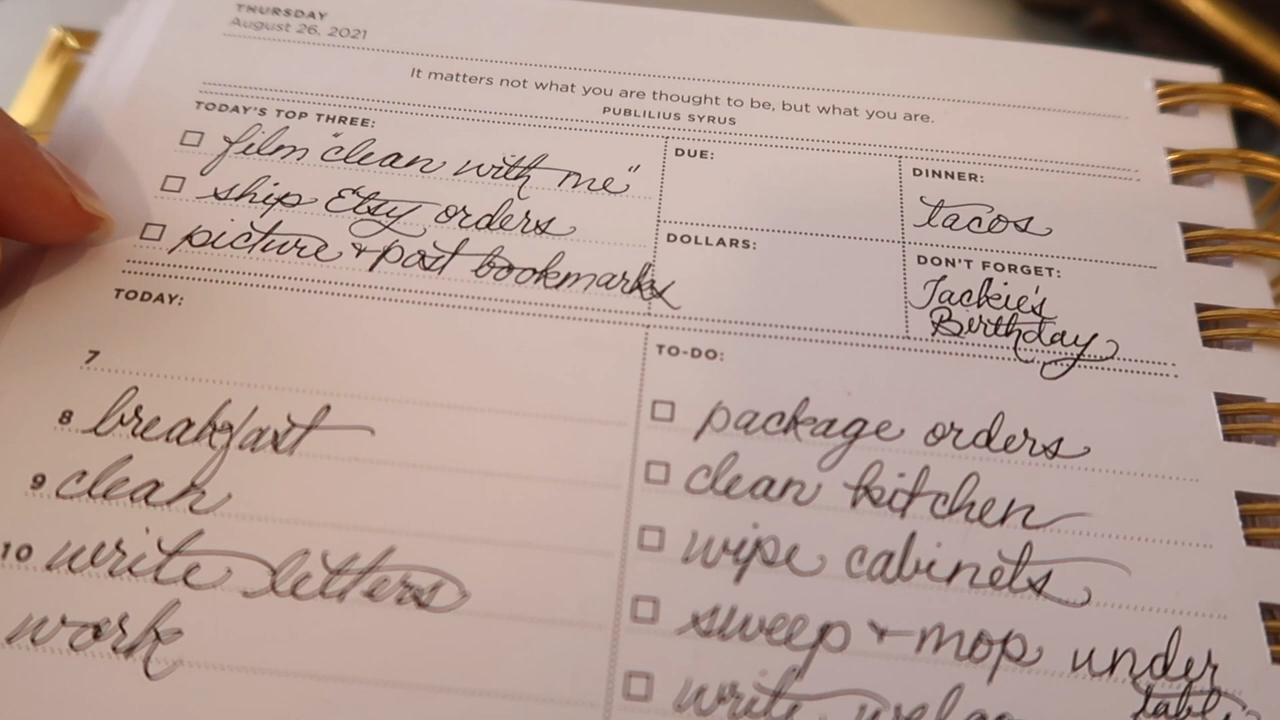 THURSDAY
August 26, 2021
It matters not what you are thought to be, but what you are.
PUBLILIUS SYRUS
TODAY'S TOP THREE:
film "clean with me"
ship Etsy orders
picture + post bookmarks
DUE:
DOLLARS:
DINNER:
tacos
DON'T FORGET:
Jackie's
Birthday
TODAY:
7
8 breakfast
9 clean
10 write letters
work
TO-DO:
package orders
clean kitchen
wipe cabinets
sweep + mop under
table
write